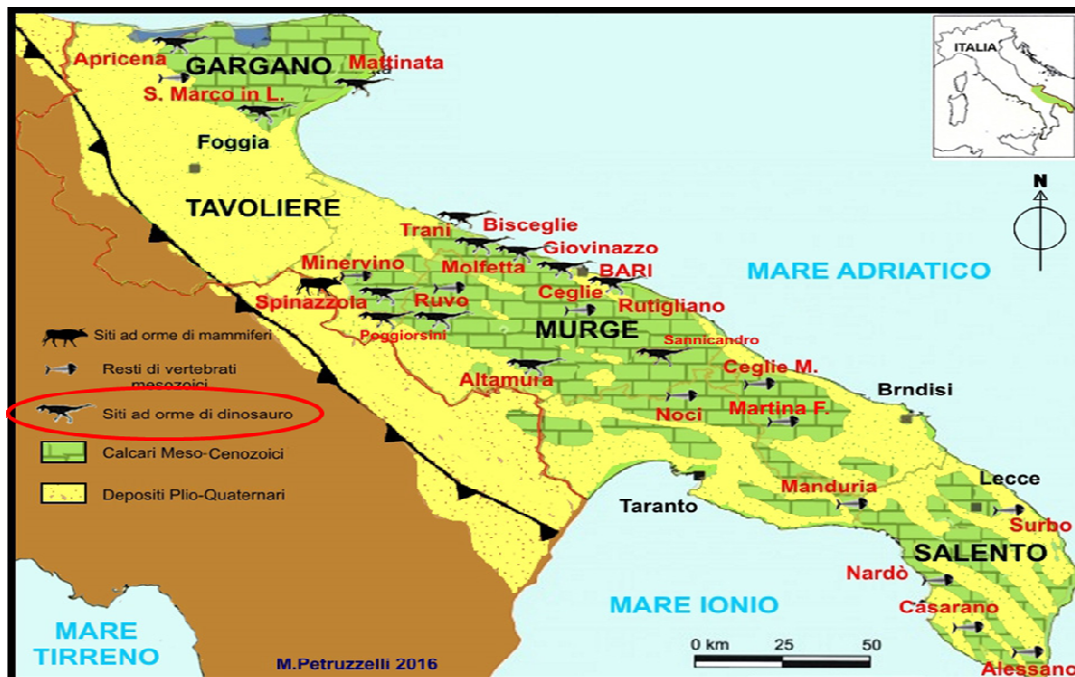 ITALIA
Apricena
GARGANO
Mattinata
S. Marco in L.
Foggia
N
TAVOLIERE
Trani
Bisceglie
Giovinazzo
Minervino
Molfetta
BARI
MARE ADRIATICO
Spinazzola
Ruvo
Ceglie
Rutigliano
Poggiorsini
MURGE
Sannicandro
Siti ad orme di mammiferi
Altamura
Ceglie M.
Resti di vertebrati
mesozoici
Brndisi
Noci
Martina F.
Siti ad orme di dinosauro
Calcari Meso-Cenozoici
Depositi Plio-Quaternari
Taranto
Manduria
Lecce
Surbo
SALENTO
Nardò
MARE IONIO
Casarano
MARE
TIRRENO
0 km 25 50
M.Petruzzelli 2016
Alessano